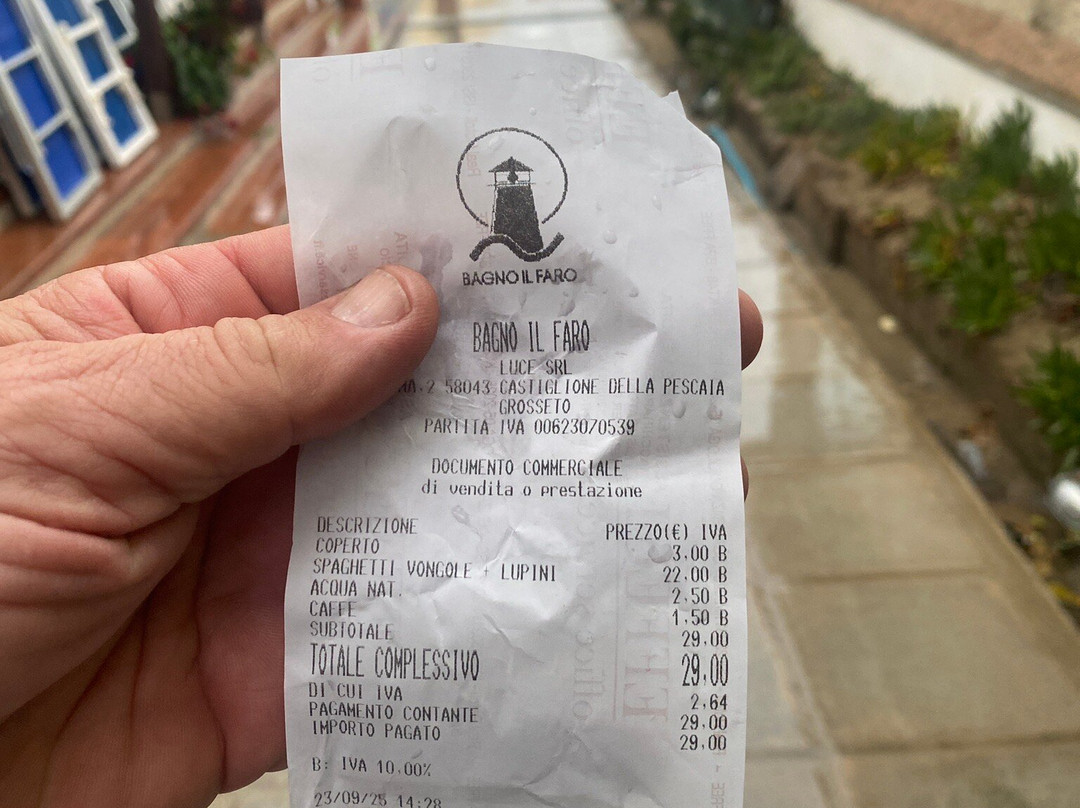 BAGNO IL FARO
BAGNO IL FARO
LUCE SRL
2 58043 CASTIGLIONE DELLA PESCAIA
GROSSETO
PARTITA IVA 00623070539
DOCUMENTO COMMERCIALE
di vendita o prestazione
DESCRIZIONE PREZZO(€) IVA
COPERTO 3,00 B
SPAGHETTI VONGOLE + LUPINI 22,00 B
ACQUA NAT. 2,50 B
CAFFE 1,50 B
SUBTOTALE 29,00
TOTALE COMPLESSIVO 29,00
DI CUI IVA 2,64
PAGAMENTO CONTANTE 29,00
IMPORTO PAGATO 29,00
B: IVA 10,00%
23/09/25 14:28